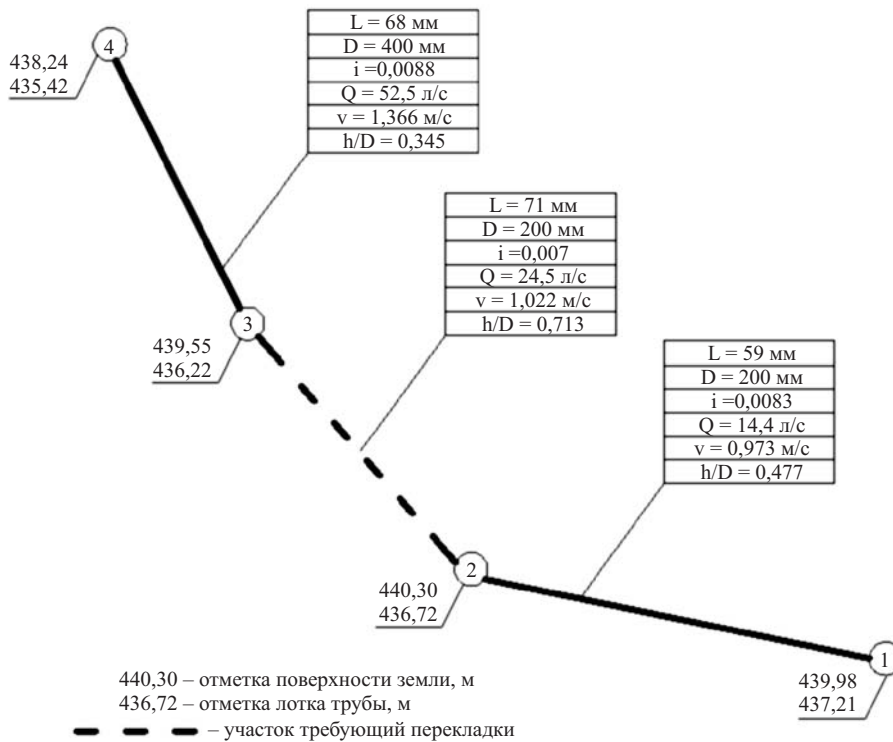 L = 68 мм
D = 400 мм
i =0,0088
Q = 52,5 л/с
v = 1,366 м/с
h/D = 0,345
4
438,24
435,42
L = 71 мм
D = 200 мм
i =0,007
Q = 24,5 л/с
v = 1,022 м/с
h/D = 0,713
3
439,55
436,22
L = 59 мм
D = 200 мм
i =0,0083
Q = 14,4 л/с
v = 0,973 м/с
h/D = 0,477
2
440,30
436,72
1
439,98
437,21
440,30 – отметка поверхности земли, м
436,72 – отметка лотка трубы, м
– участок требующий перекладки